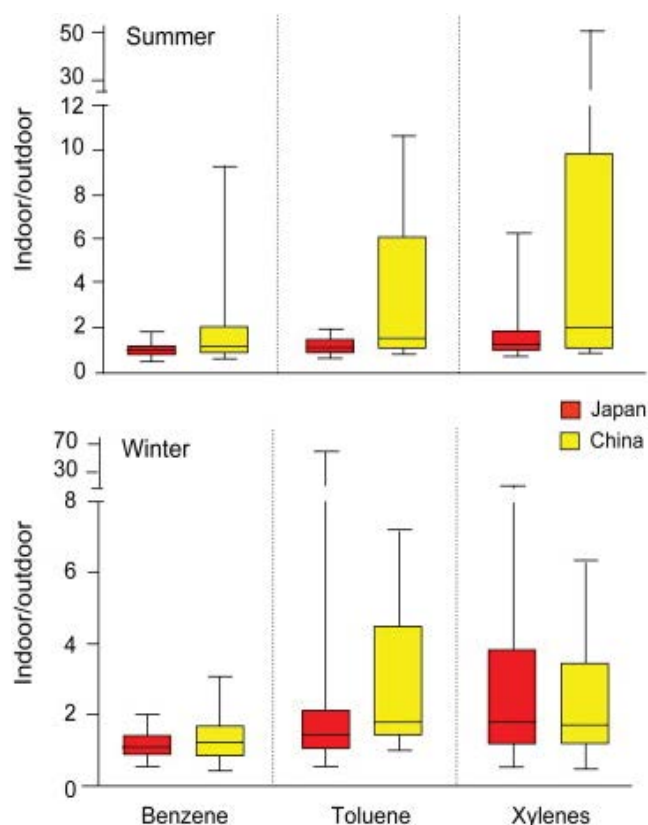 Summer
Indoor/outdoor
50
30
12
10
8
6
4
2
0
Japan
China
Winter
Indoor/outdoor
70
30
8
6
4
2
0
Benzene Toluene Xylenes